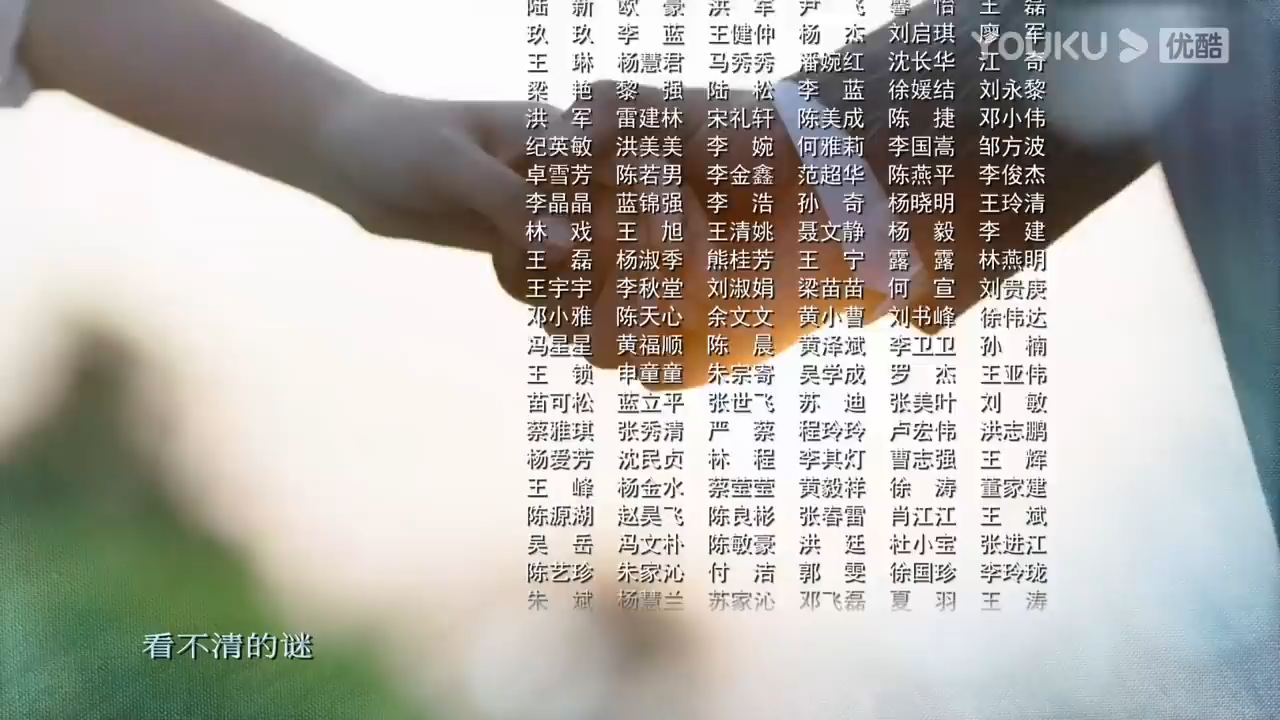 陆 新 欧 豪 洪 军 尹 飞 馨 怡 王 磊
玖 玖 李 蓝 王健仲 杨 杰 刘启琪 廖 军
YOUKU 优酷
王 琳 杨慧君 马秀秀 潘婉红 沈长华 江 奇
梁 艳 黎 强 陆 松 李 蓝 徐媛结 刘永黎
洪 军 雷建林 宋礼轩 陈美成 陈 捷 邓小伟
纪英敏 洪美美 李 婉 何雅莉 李国嵩 邹方波
卓雪芳 陈若男 李金鑫 范超华 陈燕平 李俊杰
李晶晶 蓝锦强 李 浩 孙 奇 杨晓明 王玲清
林 戏 王 旭 王清姚 聂文静 杨 毅 李 建
王 磊 杨淑季 熊桂芳 王 宁 露 露 林燕明
王宇宇 李秋堂 刘淑娟 梁苗苗 何 宣 刘贵庚
邓小雅 陈天心 余文文 黄小曹 刘书峰 徐伟达
冯星星 黄福顺 陈 晨 黄泽斌 李卫卫 孙 楠
王 锁 申童童 朱宗寄 吴学成 罗 杰 王亚伟
苗可松 蓝立平 张世飞 苏 迪 张美叶 刘 敏
蔡雅琪 张秀清 严 蔡 程玲玲 卢宏伟 洪志鹏
杨爱芳 沈民贞 林 程 李其灯 曹志强 王 辉
王 峰 杨金水 蔡莹莹 黄毅祥 徐 涛 董家建
陈源湖 赵昊飞 陈良彬 张春雷 肖江江 王 斌
吴 岳 冯文朴 陈敏豪 洪 廷 杜小宝 张进江
陈艺珍 朱家沁 付 洁 郭 雯 徐国珍 李玲珑
朱 斌 杨慧兰 苏家沁 邓飞磊 夏 羽 王 涛
看不清的谜